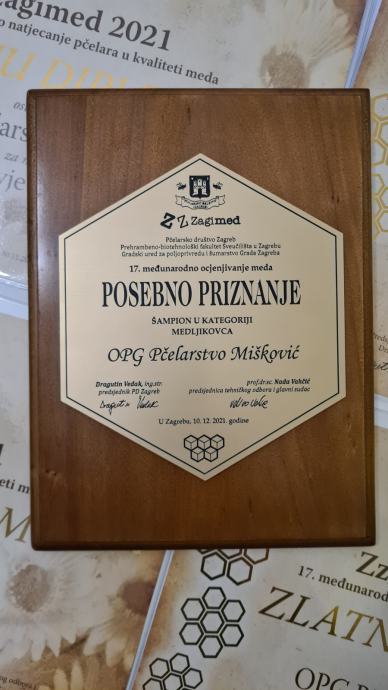 Zagimed 2021
natjecanje pčelara u kvaliteti meda
Zz Zagimed
Pčelarsko društvo Zagreb
Prehrambeno-biotehnološki fakultet Sveučilišta u Zagrebu
Gradski ured za poljoprivredu i šumarstvo Grada Zagreba
17. međunarodno ocjenjivanje meda
POSEBNO PRIZNANJE
ŠAMPION U KATEGORIJI
MEDLJIKOVCA
OPG Pčelarstvo Mišković
Dragutin Vedak, ing.str. prof.dr.sc. Nada Vahčić
predsjednik PD Zagreb predsjednica tehničkog odbora i glavni sudac
U Zagrebu, 10. 12. 2021. godine
Zz
17. međunarod
ZLATN
OPG P